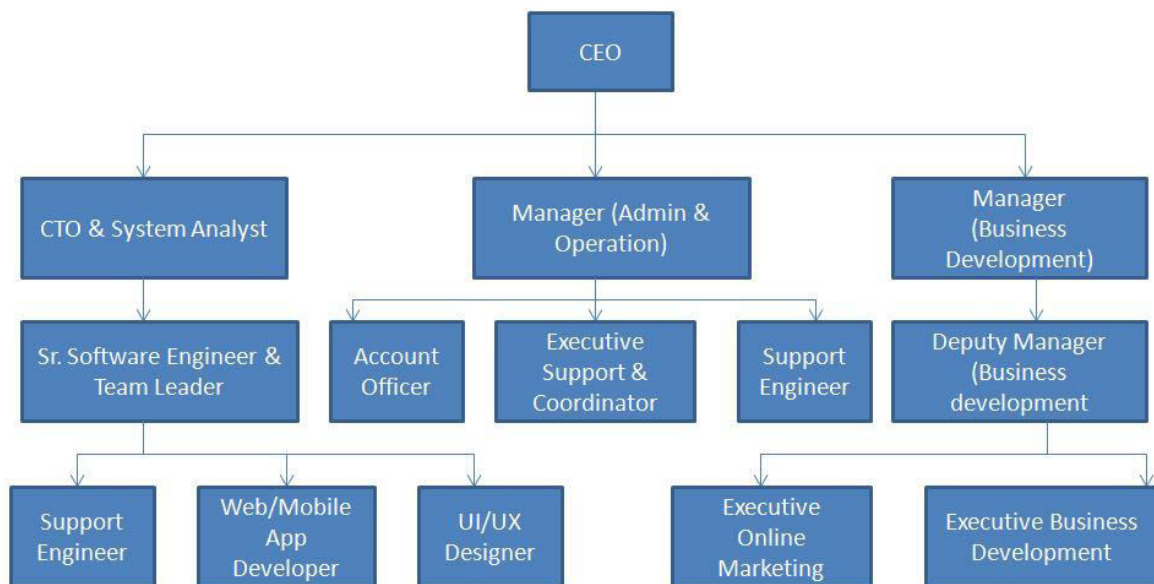 CEO
CTO & System Analyst
Manager (Admin &
Operation)
Manager
(Business
Development)
Sr. Software Engineer &
Team Leader
Account
Officer
Executive
Support &
Coordinator
Support
Engineer
Deputy Manager
(Business
development
Support
Engineer
Web/Mobile
App
Developer
UI/UX
Designer
Executive
Online
Marketing
Executive Business
Development